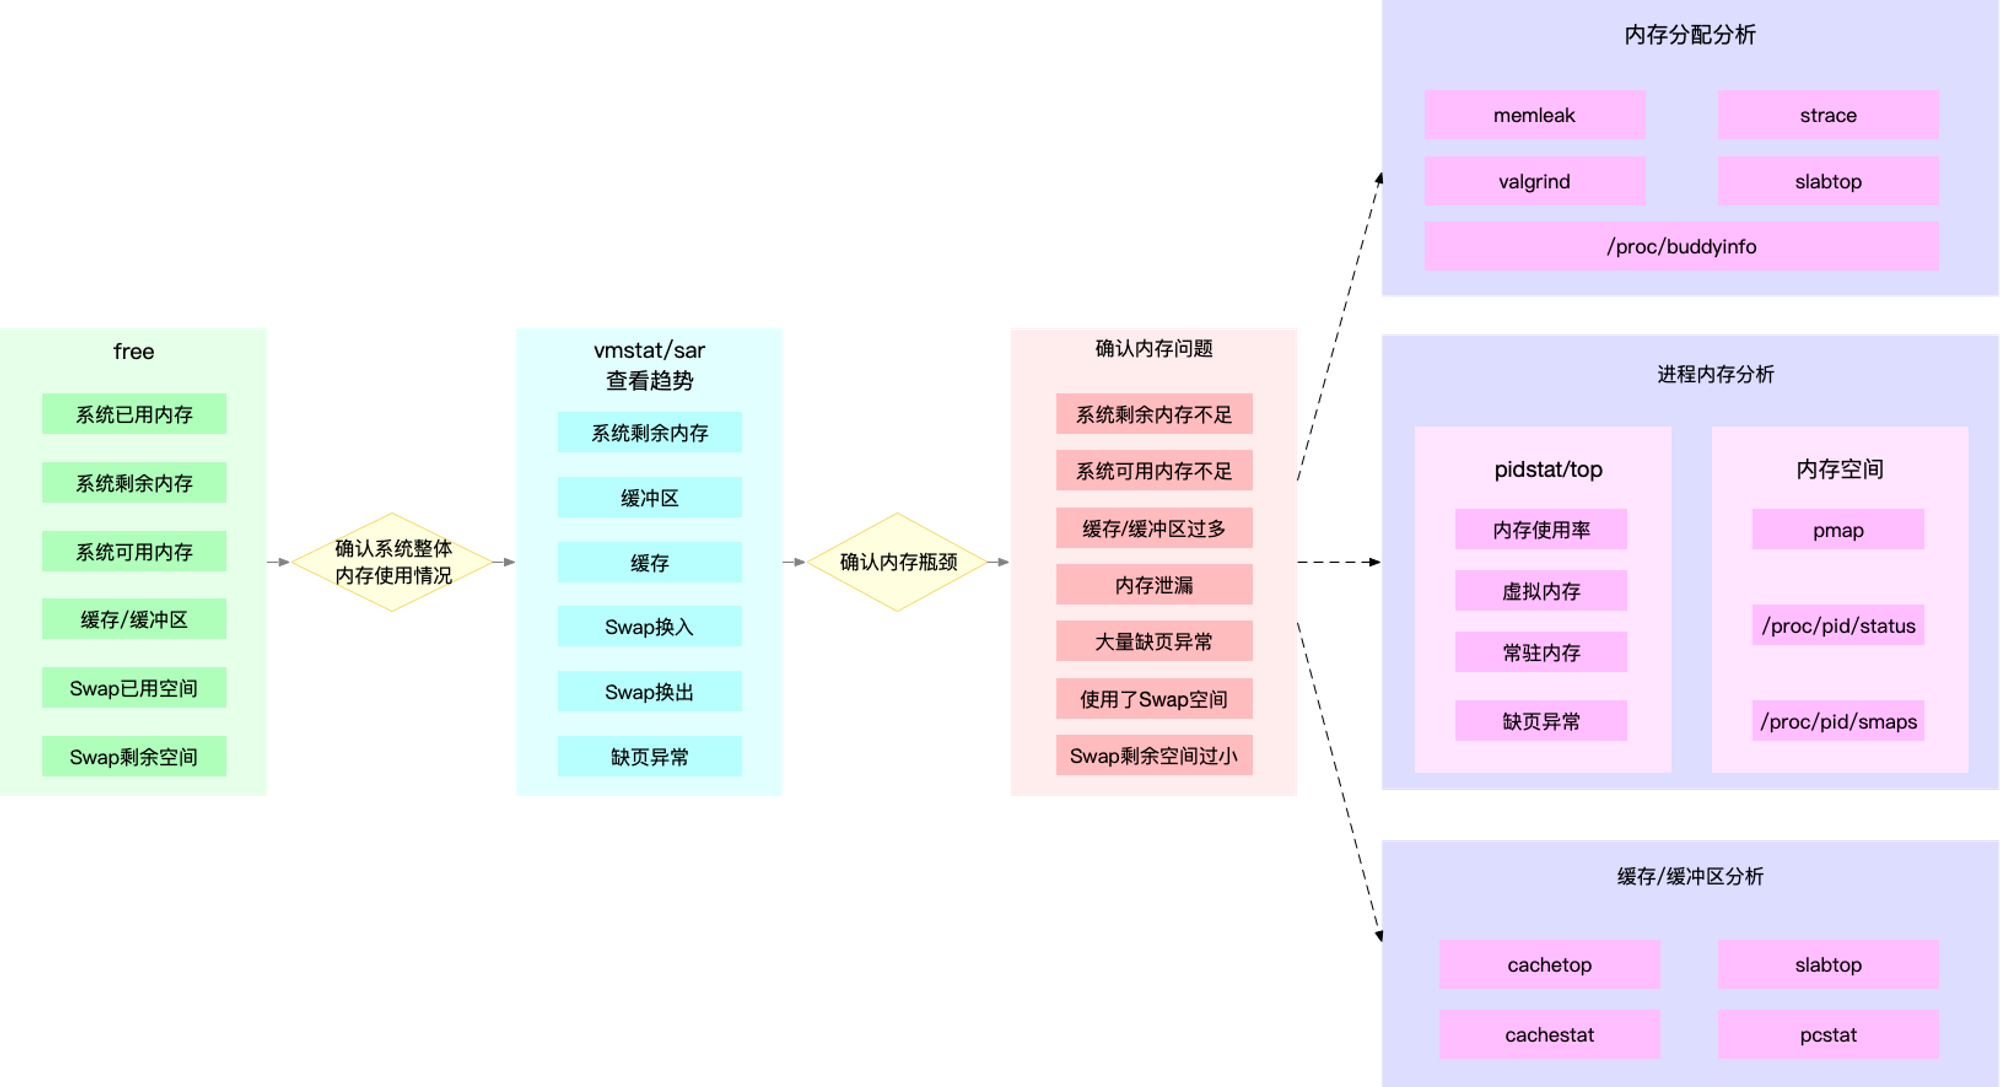 free
系统已用内存
系统剩余内存
系统可用内存
缓存/缓冲区
Swap已用空间
Swap剩余空间
确认系统整体
内存使用情况
vmstat/sar
查看趋势
系统剩余内存
缓冲区
缓存
Swap换入
Swap换出
缺页异常
确认内存瓶颈
确认内存问题
系统剩余内存不足
系统可用内存不足
缓存/缓冲区过多
内存泄漏
大量缺页异常
使用了Swap空间
Swap剩余空间过小
内存分配分析
memleak
strace
valgrind
slabtop
/proc/buddyinfo
进程内存分析
pidstat/top
内存使用率
虚拟内存
常驻内存
缺页异常
内存空间
pmap
/proc/pid/status
/proc/pid/smaps
缓存/缓冲区分析
cachetop
slabtop
cachestat
pcstat